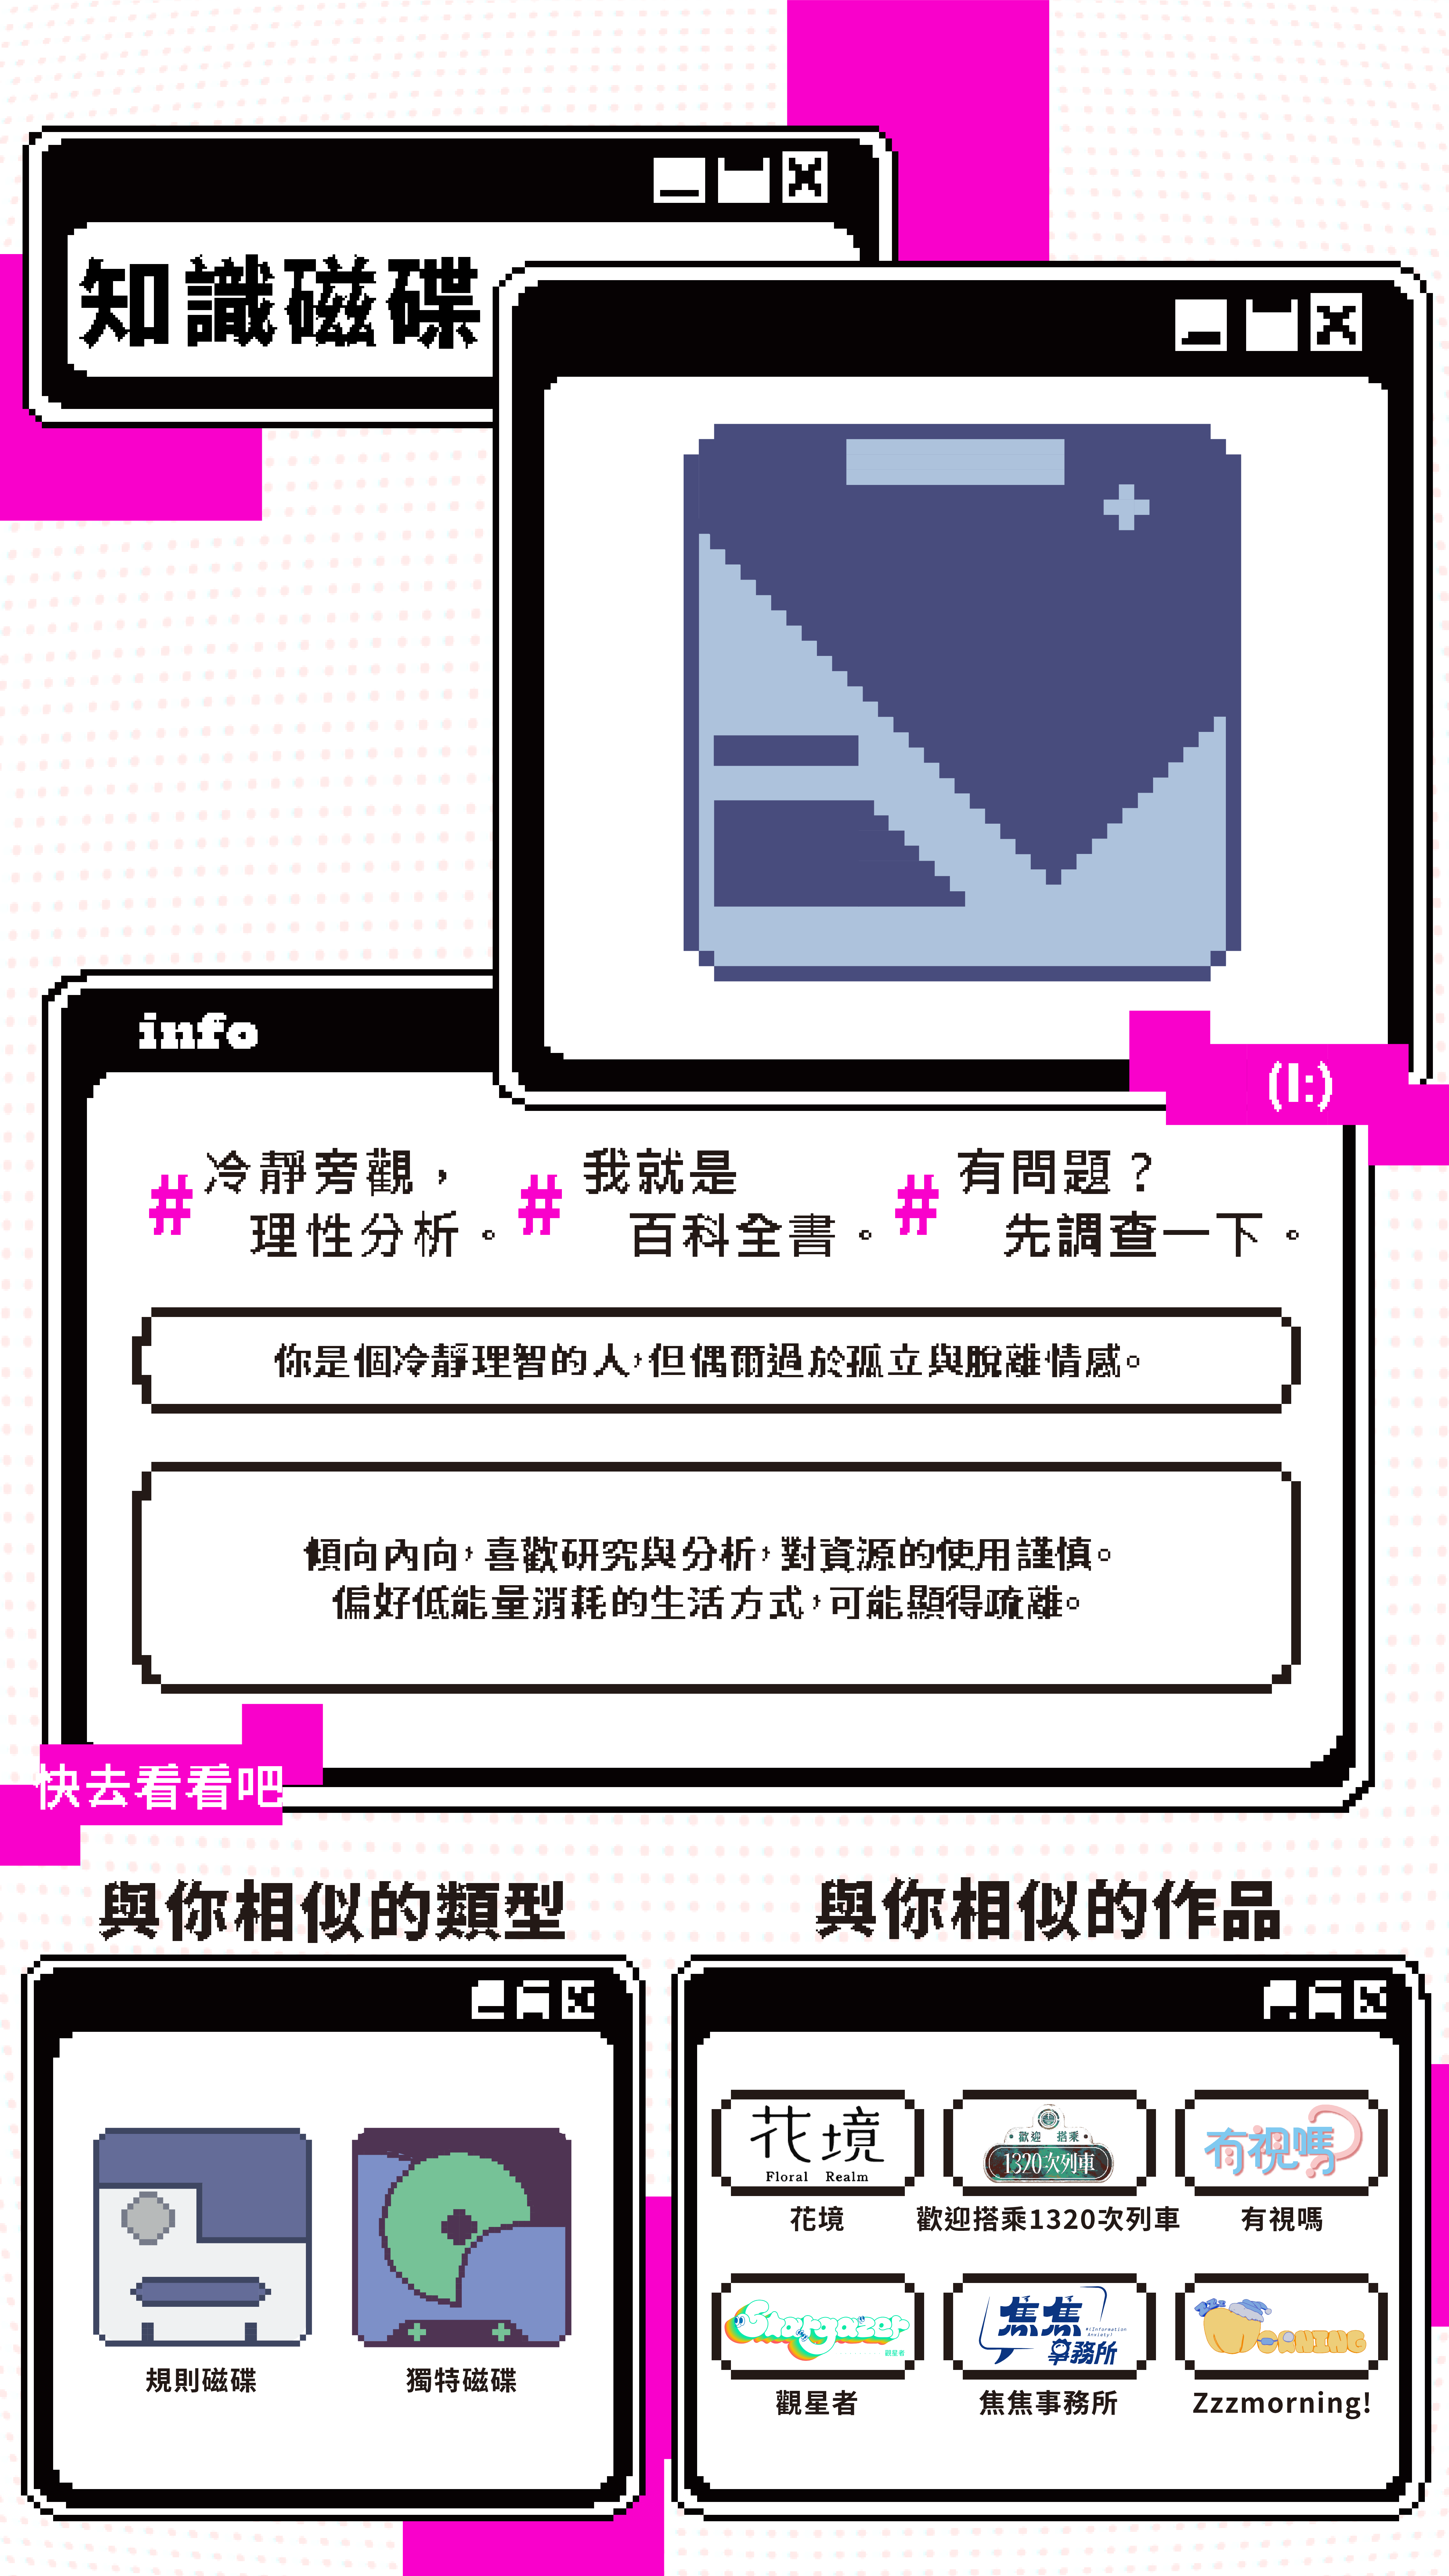 知識磁碟
info
(I:)
# 冷靜旁觀，
理性分析。
# 我就是
百科全書。
# 有問題？
先調查一下。
你是個冷靜理智的人，但偶爾過於孤立與脫離情感。
傾向內向，喜歡研究與分析，對資源的使用謹慎。
偏好低能量消耗的生活方式，可能顯得疏離。
快去看看吧
與你相似的類型
規則磁碟
獨特磁碟
與你相似的作品
花境
Floral Realm
花境
歡迎 搭乘
1320次列車
歡迎搭乘1320次列車
有視嗎
有視嗎
Stargazer
觀星者
觀星者
焦焦
事務所
#(Information
Anxiety)
焦焦事務所
zzz
Zzzmorning!